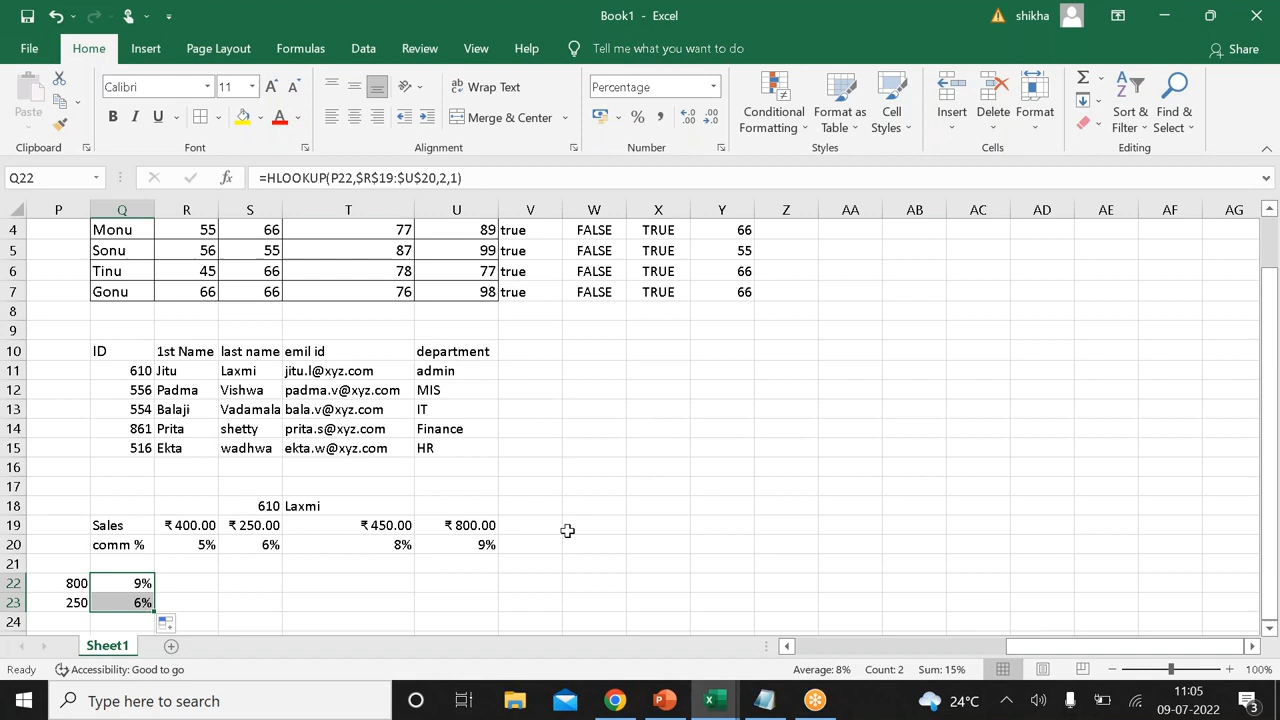 Book1 - Excel
shikha
File Home Insert Page Layout Formulas Data Review View Help Tell me what you want to do Share
Paste
Calibri 11
B I U A
Wrap Text
Merge & Center
Percentage
% ,
Conditional Formatting
Format as Table
Cell Styles
Insert Delete Format
Sort & Filter
Find & Select
Clipboard Font Alignment Number Styles Cells Editing
Q22 fx =HLOOKUP(P22,$R$19:$U$20,2,1)
P Q R S T U V W X Y Z AA AB AC AD AE AF AG
4 Monu 55 66 77 89 true FALSE TRUE 66
5 Sonu 56 55 87 99 true FALSE TRUE 55
6 Tinu 45 66 78 77 true FALSE TRUE 66
7 Gonu 66 66 76 98 true FALSE TRUE 66
8
9
10 ID 1st Name last name emil id department
11 610 Jitu Laxmi jitu.l@xyz.com admin
12 556 Padma Vishwa padma.v@xyz.com MIS
13 554 Balaji Vadamala bala.v@xyz.com IT
14 861 Prita shetty prita.s@xyz.com Finance
15 516 Ekta wadhwa ekta.w@xyz.com HR
16
17
18 610 Laxmi
19 Sales ₹ 400.00 ₹ 250.00 ₹ 450.00 ₹ 800.00
20 comm % 5% 6% 8% 9%
21
22 800 9%
23 250 6%
24
Sheet1
Ready Accessibility: Good to go Average: 8% Count: 2 Sum: 15% 100%
Type here to search 24°C 11:05
09-07-2022 3